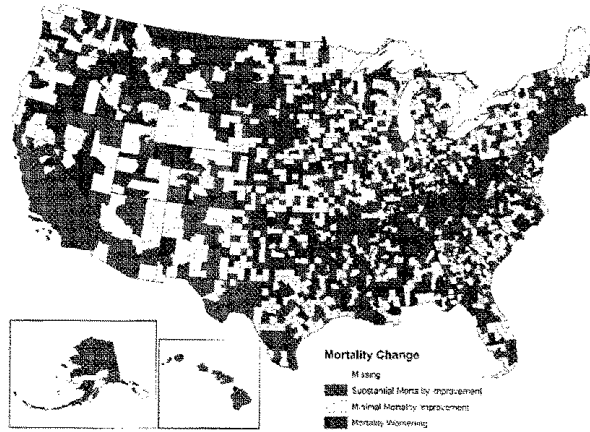 Mortality Change
Missing
Substantial Mortality Improvement
Minimal Mortality Improvement
Mortality Worsening